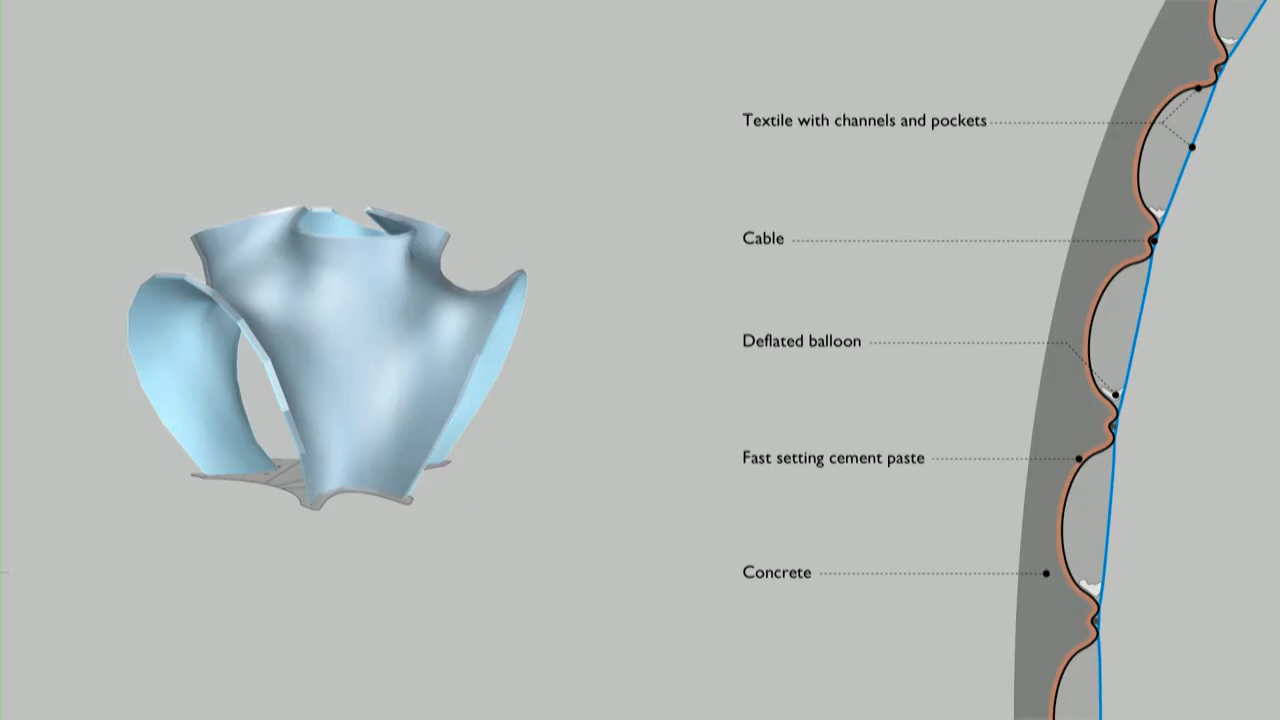 Textile with channels and pockets
Cable
Deflated balloon
Fast setting cement paste
Concrete